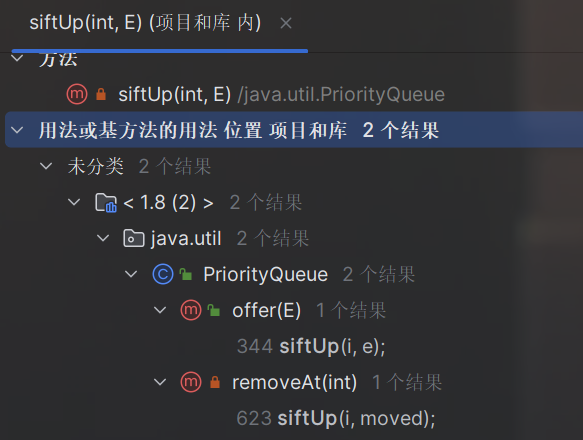 siftUp(int, E) (项目和库 内)
方法
siftUp(int, E) /java.util.PriorityQueue
用法或基方法的用法 位置 项目和库 2 个结果
未分类 2 个结果
< 1.8 (2) > 2 个结果
java.util 2 个结果
PriorityQueue 2 个结果
offer(E) 1 个结果
344 siftUp(i, e);
removeAt(int) 1 个结果
623 siftUp(i, moved);